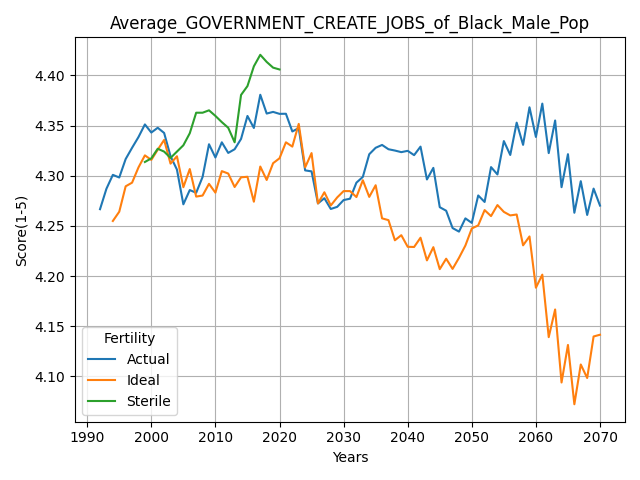 Average_GOVERNMENT_CREATE_JOBS_of_Black_Male_Pop
Score(1-5)
4.40
4.35
4.30
4.25
4.20
4.15
4.10
Fertility
Actual
Ideal
Sterile
1990 2000 2010 2020 2030 2040 2050 2060 2070
Years